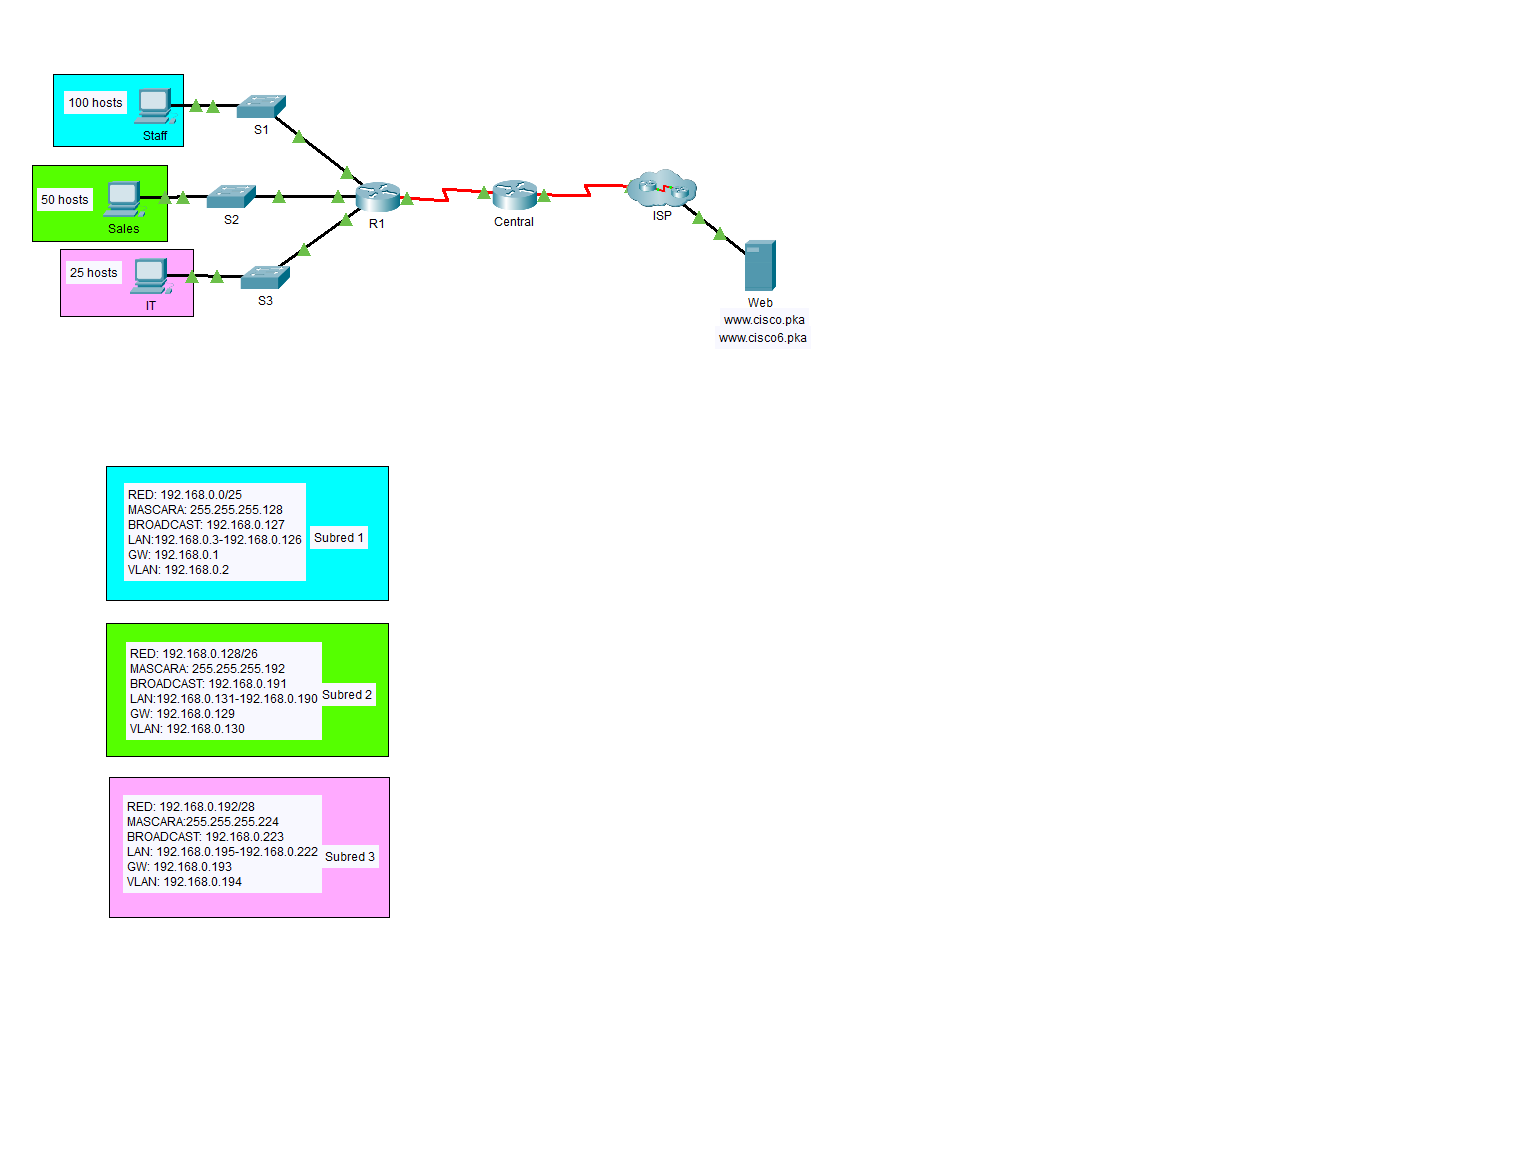 100 hosts
Staff
S1
50 hosts
Sales
S2
25 hosts
IT
S3
R1
Central
ISP
Web
www.cisco.pka
www.cisco6.pka
RED: 192.168.0.0/25
MASCARA: 255.255.255.128
BROADCAST: 192.168.0.127
LAN:192.168.0.3-192.168.0.126
GW: 192.168.0.1
VLAN: 192.168.0.2
Subred 1
RED: 192.168.0.128/26
MASCARA: 255.255.255.192
BROADCAST: 192.168.0.191
LAN:192.168.0.131-192.168.0.190
GW: 192.168.0.129
VLAN: 192.168.0.130
Subred 2
RED: 192.168.0.192/28
MASCARA:255.255.255.224
BROADCAST: 192.168.0.223
LAN: 192.168.0.195-192.168.0.222
GW: 192.168.0.193
VLAN: 192.168.0.194
Subred 3